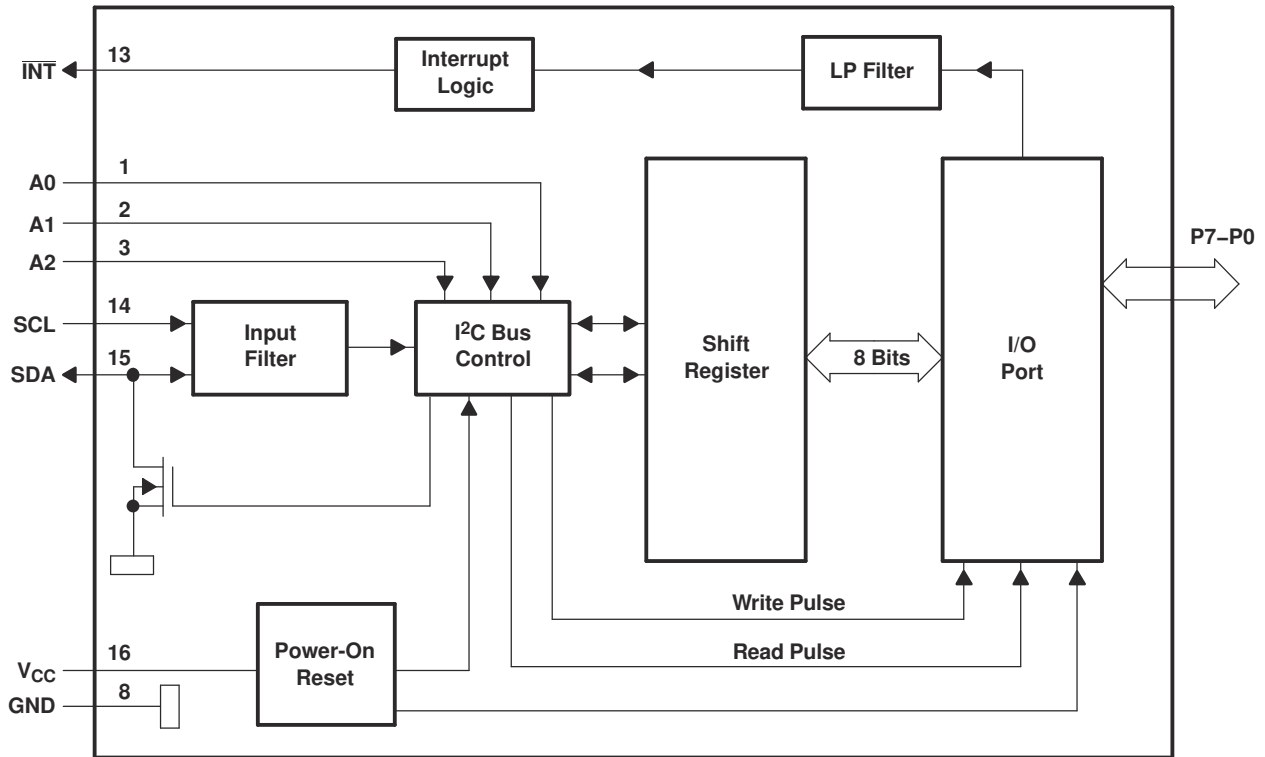 INT
13
Interrupt
Logic
LP Filter
A0
1
A1
2
A2
3
P7–P0
SCL
14
SDA
15
Input
Filter
I²C Bus
Control
Shift
Register
8 Bits
I/O
Port
Write Pulse
Read Pulse
VCC
16
GND
8
Power-On
Reset